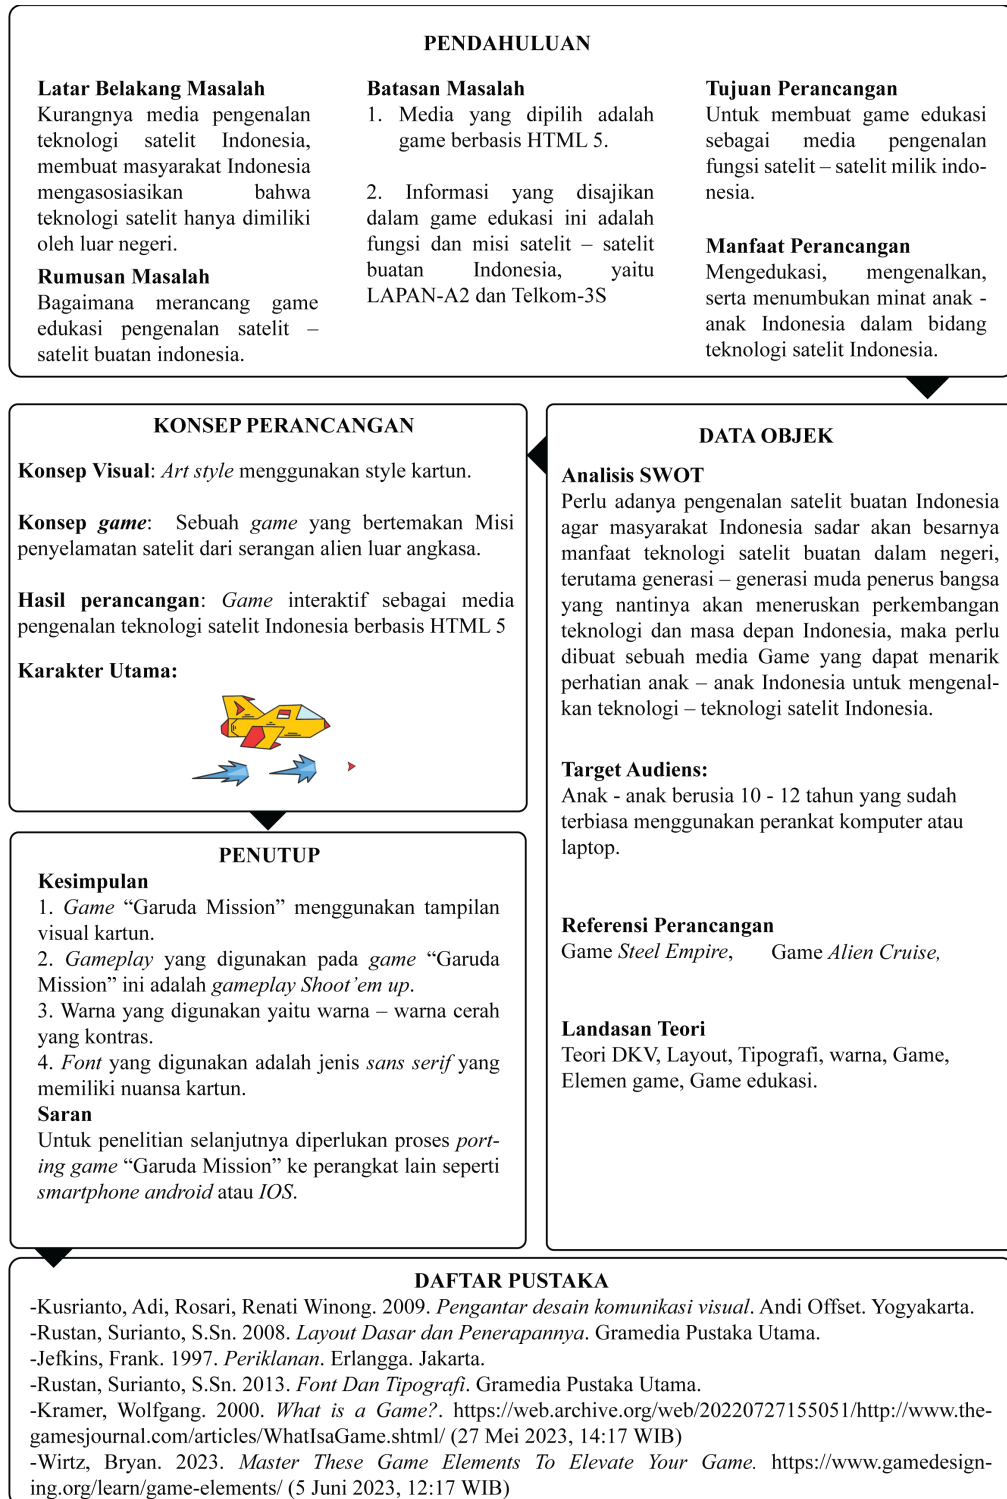 PENDAHULUAN
Latar Belakang Masalah
Kurangnya media pengenalan
teknologi satelit Indonesia,
membuat masyarakat Indonesia
mengasosiasikan bahwa
teknologi satelit hanya dimiliki
oleh luar negeri.
Rumusan Masalah
Bagaimana merancang game
edukasi pengenalan satelit –
satelit buatan indonesia.
Batasan Masalah
1. Media yang dipilih adalah
game berbasis HTML 5.
2. Informasi yang disajikan
dalam game edukasi ini adalah
fungsi dan misi satelit – satelit
buatan Indonesia, yaitu
LAPAN-A2 dan Telkom-3S
Tujuan Perancangan
Untuk membuat game edukasi
sebagai media pengenalan
fungsi satelit – satelit milik indo-
nesia.
Manfaat Perancangan
Mengedukasi, mengenalkan,
serta menumbukan minat anak -
anak Indonesia dalam bidang
teknologi satelit Indonesia.
DATA OBJEK
Analisis SWOT
Perlu adanya pengenalan satelit buatan Indonesia
agar masyarakat Indonesia sadar akan besarnya
manfaat teknologi satelit buatan dalam negeri,
terutama generasi – generasi muda penerus bangsa
yang nantinya akan meneruskan perkembangan
teknologi dan masa depan Indonesia, maka perlu
dibuat sebuah media Game yang dapat menarik
perhatian anak – anak Indonesia untuk mengenal-
kan teknologi – teknologi satelit Indonesia.
Target Audiens:
Anak - anak berusia 10 - 12 tahun yang sudah
terbiasa menggunakan perankat komputer atau
laptop.
Referensi Perancangan
Game Steel Empire, Game Alien Cruise,
Landasan Teori
Teori DKV, Layout, Tipografi, warna, Game,
Elemen game, Game edukasi.
KONSEP PERANCANGAN
Konsep Visual: Art style menggunakan style kartun.
Konsep game: Sebuah game yang bertemakan Misi
penyelamatan satelit dari serangan alien luar angkasa.
Hasil perancangan: Game interaktif sebagai media
pengenalan teknologi satelit Indonesia berbasis HTML 5
Karakter Utama:
PENUTUP
Kesimpulan
1. Game “Garuda Mission” menggunakan tampilan
visual kartun.
2. Gameplay yang digunakan pada game “Garuda
Mission” ini adalah gameplay Shoot’em up.
3. Warna yang digunakan yaitu warna – warna cerah
yang kontras.
4. Font yang digunakan adalah jenis sans serif yang
memiliki nuansa kartun.
Saran
Untuk penelitian selanjutnya diperlukan proses port-
ing game “Garuda Mission” ke perangkat lain seperti
smartphone android atau IOS.
DAFTAR PUSTAKA
-Kusrianto, Adi, Rosari, Renati Winong. 2009. Pengantar desain komunikasi visual. Andi Offset. Yogyakarta.
-Rustan, Surianto, S.Sn. 2008. Layout Dasar dan Penerapannya. Gramedia Pustaka Utama.
-Jefkins, Frank. 1997. Periklanan. Erlangga. Jakarta.
-Rustan, Surianto, S.Sn. 2013. Font Dan Tipografi. Gramedia Pustaka Utama.
-Kramer, Wolfgang. 2000. What is a Game?. https://web.archive.org/web/20220727155051/http://www.the-
gamesjournal.com/articles/WhatIsaGame.shtml/ (27 Mei 2023, 14:17 WIB)
-Wirtz, Bryan. 2023. Master These Game Elements To Elevate Your Game. https://www.gamedesign-
ing.org/learn/game-elements/ (5 Juni 2023, 12:17 WIB)